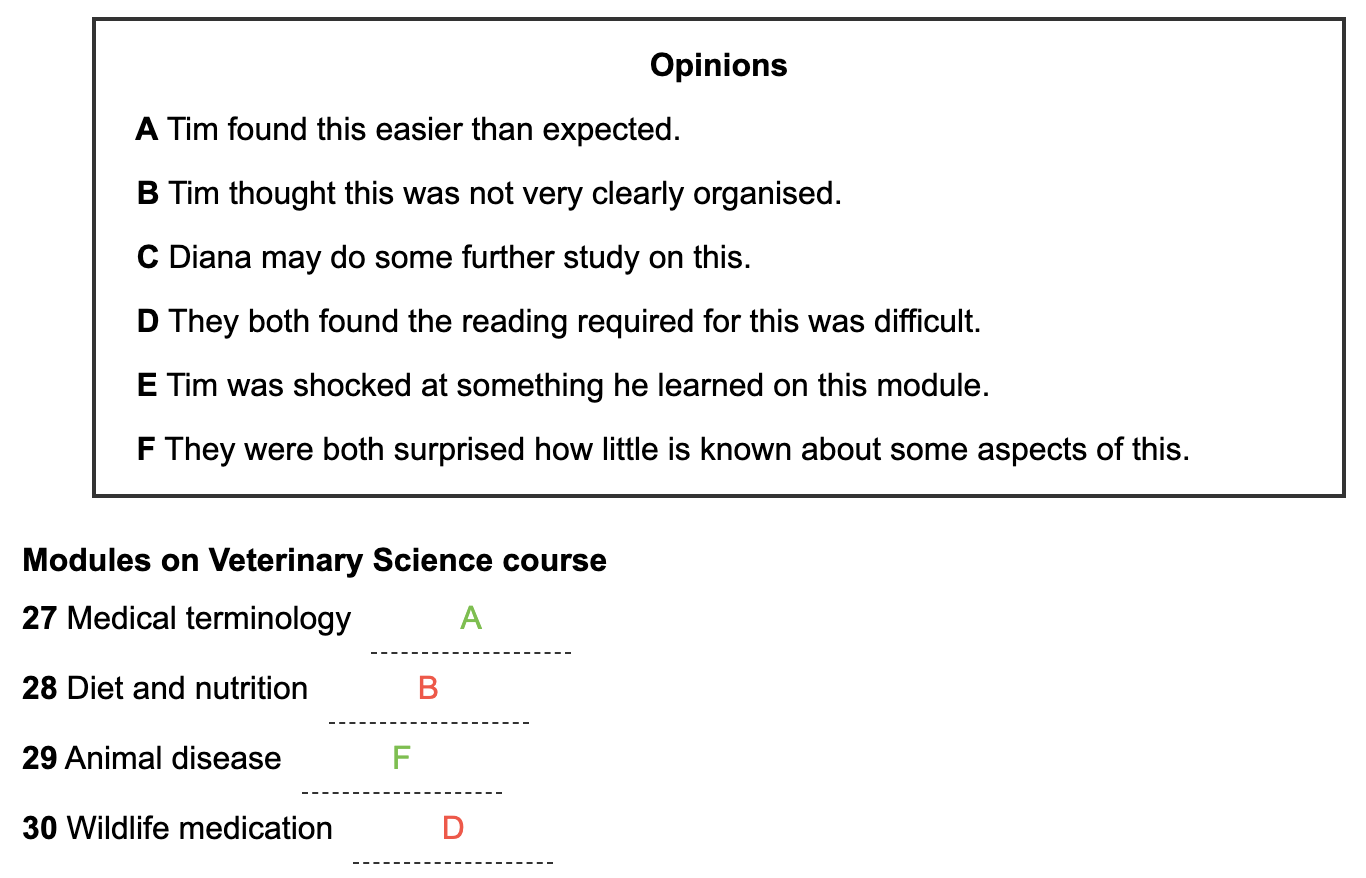 Opinions
A Tim found this easier than expected.
B Tim thought this was not very clearly organised.
C Diana may do some further study on this.
D They both found the reading required for this was difficult.
E Tim was shocked at something he learned on this module.
F They were both surprised how little is known about some aspects of this.
Modules on Veterinary Science course
27 Medical terminology A
28 Diet and nutrition B
29 Animal disease F
30 Wildlife medication D